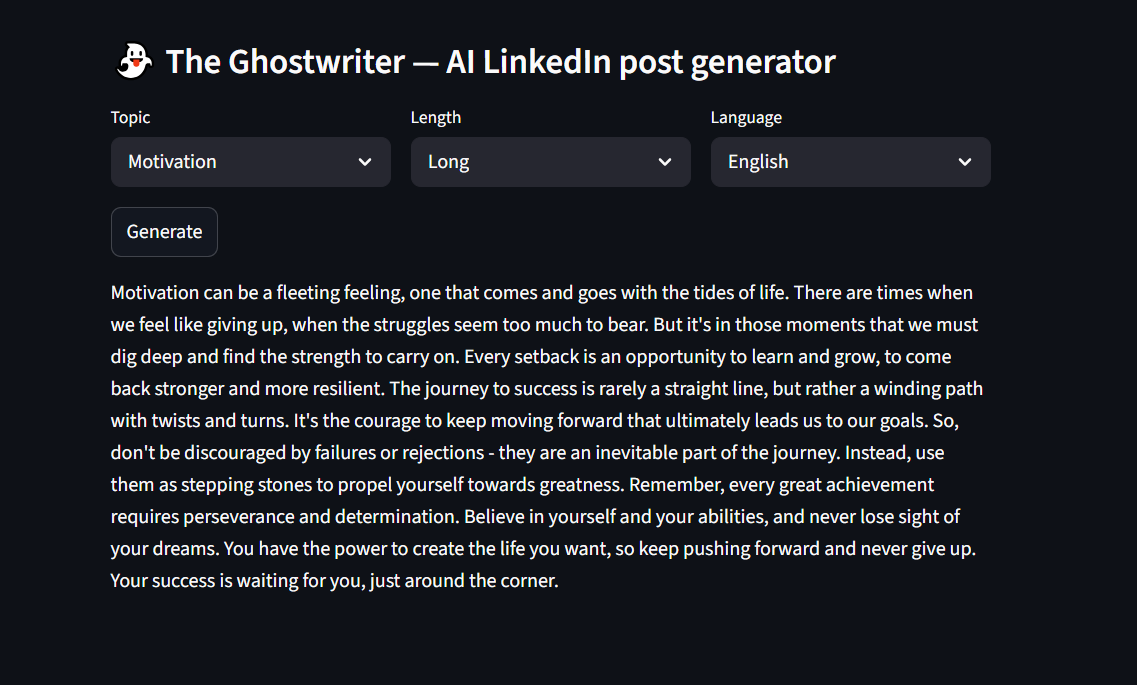 The Ghostwriter — AI LinkedIn post generator
Topic
Length
Language
Motivation
Long
English
Generate
Motivation can be a fleeting feeling, one that comes and goes with the tides of life. There are times when
we feel like giving up, when the struggles seem too much to bear. But it's in those moments that we must
dig deep and find the strength to carry on. Every setback is an opportunity to learn and grow, to come
back stronger and more resilient. The journey to success is rarely a straight line, but rather a winding path
with twists and turns. It's the courage to keep moving forward that ultimately leads us to our goals. So,
don't be discouraged by failures or rejections - they are an inevitable part of the journey. Instead, use
them as stepping stones to propel yourself towards greatness. Remember, every great achievement
requires perseverance and determination. Believe in yourself and your abilities, and never lose sight of
your dreams. You have the power to create the life you want, so keep pushing forward and never give up.
Your success is waiting for you, just around the corner.